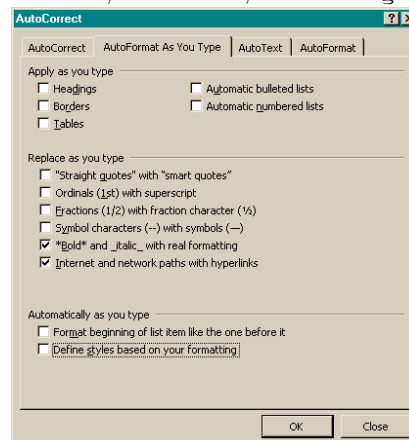 AutoCorrect
AutoCorrect AutoFormat As You Type AutoText AutoFormat
Apply as you type
Headings Automatic bulleted lists
Borders Automatic numbered lists
Tables
Replace as you type
"Straight quotes" with “smart quotes”
Ordinals (1st) with superscript
Fractions (1/2) with fraction character (½)
Symbol characters (--) with symbols (—)
*Bold* and _italic_ with real formatting
Internet and network paths with hyperlinks
Automatically as you type
Format beginning of list item like the one before it
Define styles based on your formatting
OK Close